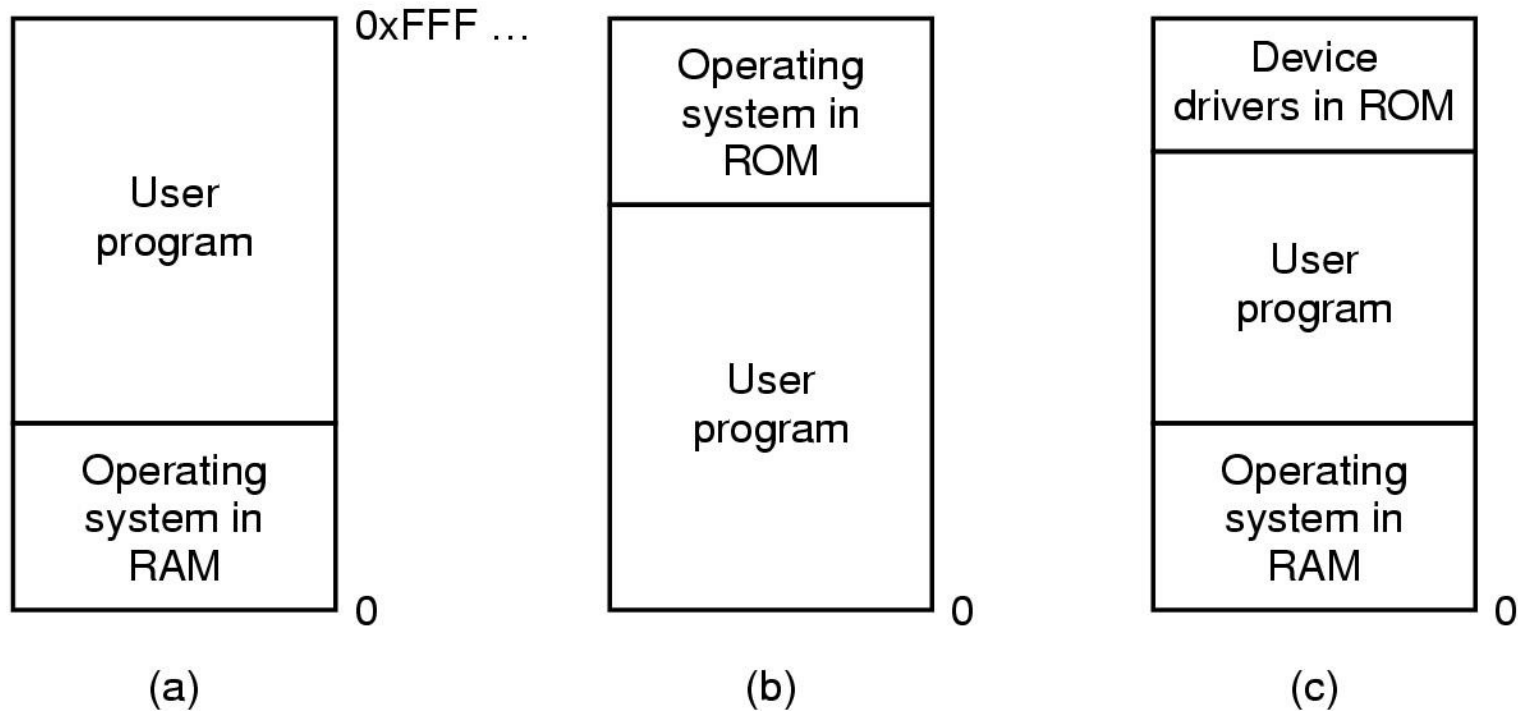 User
program
Operating
system in
RAM
0xFFF …
0
(a)
Operating
system in
ROM
User
program
0
(b)
Device
drivers in ROM
User
program
Operating
system in
RAM
0
(c)